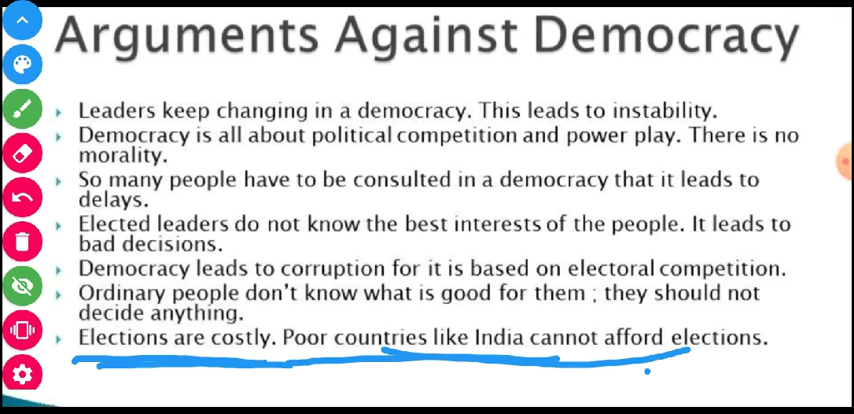 Arguments Against Democracy
Leaders keep changing in a democracy. This leads to instability.
Democracy is all about political competition and power play. There is no
morality.
So many people have to be consulted in a democracy that it leads to
delays.
Elected leaders do not know the best interests of the people. It leads to
bad decisions.
Democracy leads to corruption for it is based on electoral competition.
Ordinary people don't know what is good for them ; they should not
decide anything.
Elections are costly. Poor countries like India cannot afford elections.